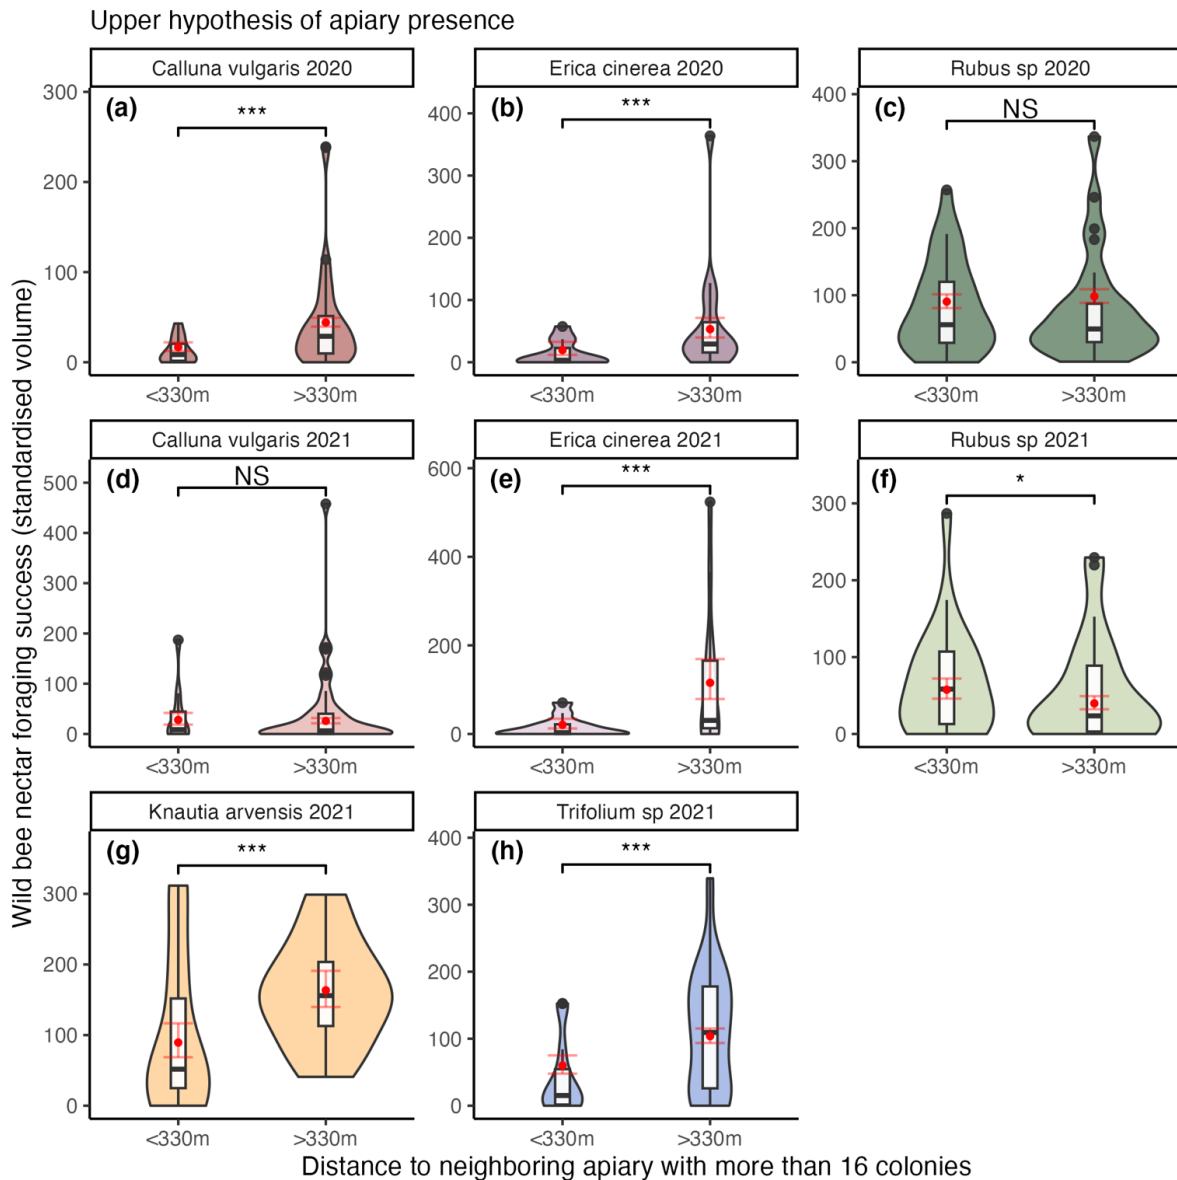 Upper hypothesis of apiary presence
Wild bee nectar foraging success (standardised volume)
Calluna vulgaris 2020
(a)
***
300
200
100
0
<330m >330m
Erica cinerea 2020
(b)
***
400
300
200
100
0
<330m >330m
Rubus sp 2020
(c)
NS
400
300
200
100
0
<330m >330m
Calluna vulgaris 2021
(d)
NS
500
400
300
200
100
0
<330m >330m
Erica cinerea 2021
(e)
***
600
400
200
0
<330m >330m
Rubus sp 2021
(f)
*
300
200
100
0
<330m >330m
Knautia arvensis 2021
(g)
***
300
200
100
0
<330m >330m
Trifolium sp 2021
(h)
***
400
300
200
100
0
<330m >330m
Distance to neighboring apiary with more than 16 colonies